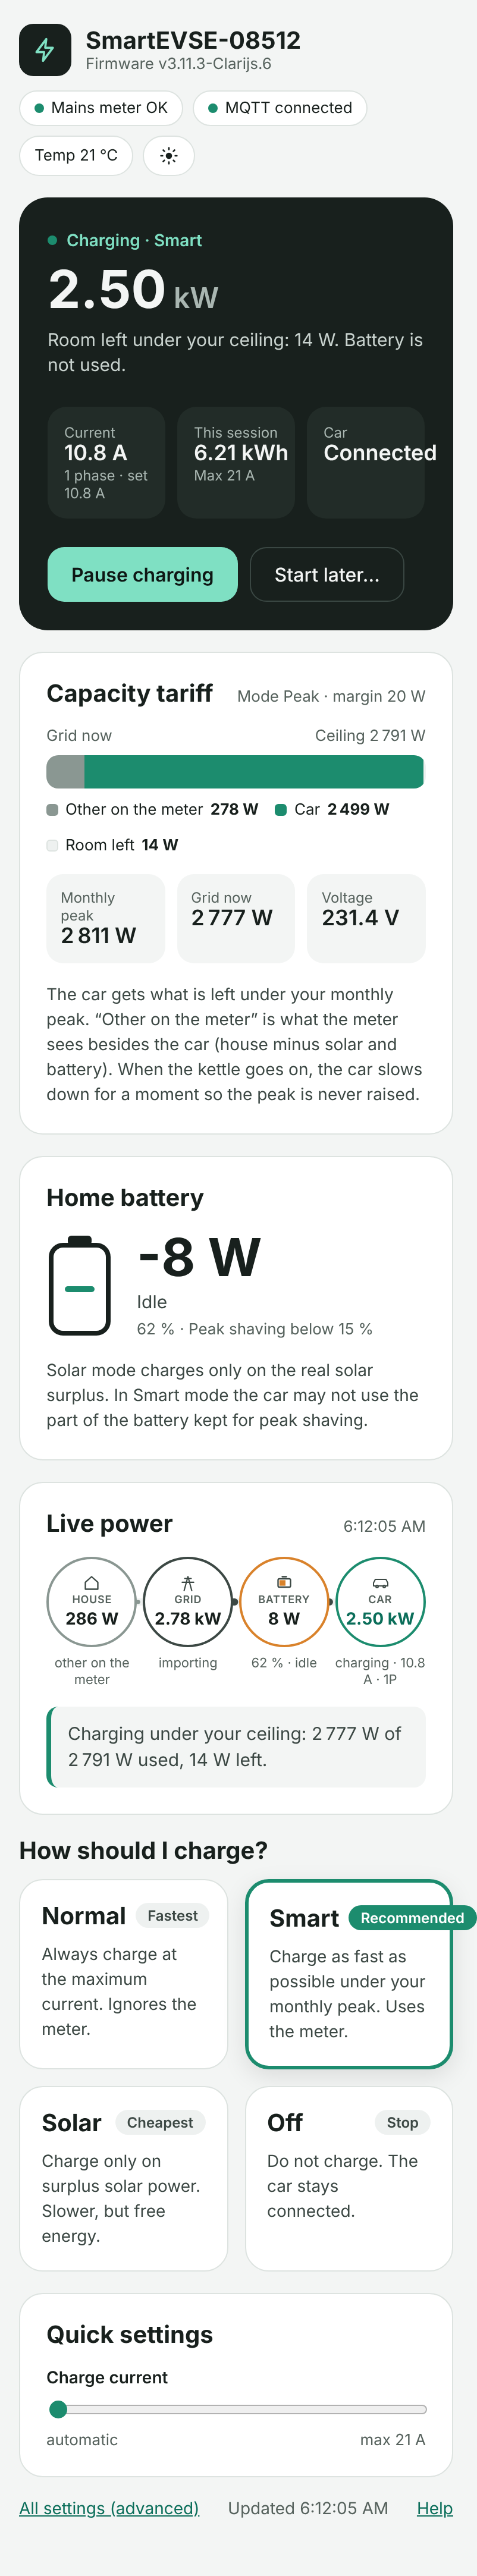 SmartEVSE-08512
Firmware v3.11.3-Clarijs.6
Mains meter OK
MQTT connected
Temp 21 °C
Charging · Smart
2.50 kW
Room left under your ceiling: 14 W. Battery is
not used.
Current
10.8 A
1 phase · set
10.8 A
This session
6.21 kWh
Max 21 A
Car
Connected
Pause charging
Start later...
Capacity tariff
Mode Peak · margin 20 W
Grid now
Ceiling 2 791 W
Other on the meter 278 W
Car 2 499 W
Room left 14 W
Monthly
peak
2 811 W
Grid now
2 777 W
Voltage
231.4 V
The car gets what is left under your monthly
peak. “Other on the meter” is what the meter
sees besides the car (house minus solar and
battery). When the kettle goes on, the car slows
down for a moment so the peak is never raised.
Home battery
-8 W
Idle
62 % · Peak shaving below 15 %
Solar mode charges only on the real solar
surplus. In Smart mode the car may not use the
part of the battery kept for peak shaving.
Live power
6:12:05 AM
HOUSE
286 W
other on the
meter
GRID
2.78 kW
importing
BATTERY
8 W
62 % · idle
CAR
2.50 kW
charging · 10.8
A · 1P
Charging under your ceiling: 2 777 W of
2 791 W used, 14 W left.
How should I charge?
Normal
Fastest
Always charge at
the maximum
current. Ignores the
meter.
Smart
Recommended
Charge as fast as
possible under your
monthly peak. Uses
the meter.
Solar
Cheapest
Charge only on
surplus solar power.
Slower, but free
energy.
Off
Stop
Do not charge. The
car stays
connected.
Quick settings
Charge current
automatic
max 21 A
All settings (advanced)
Updated 6:12:05 AM
Help